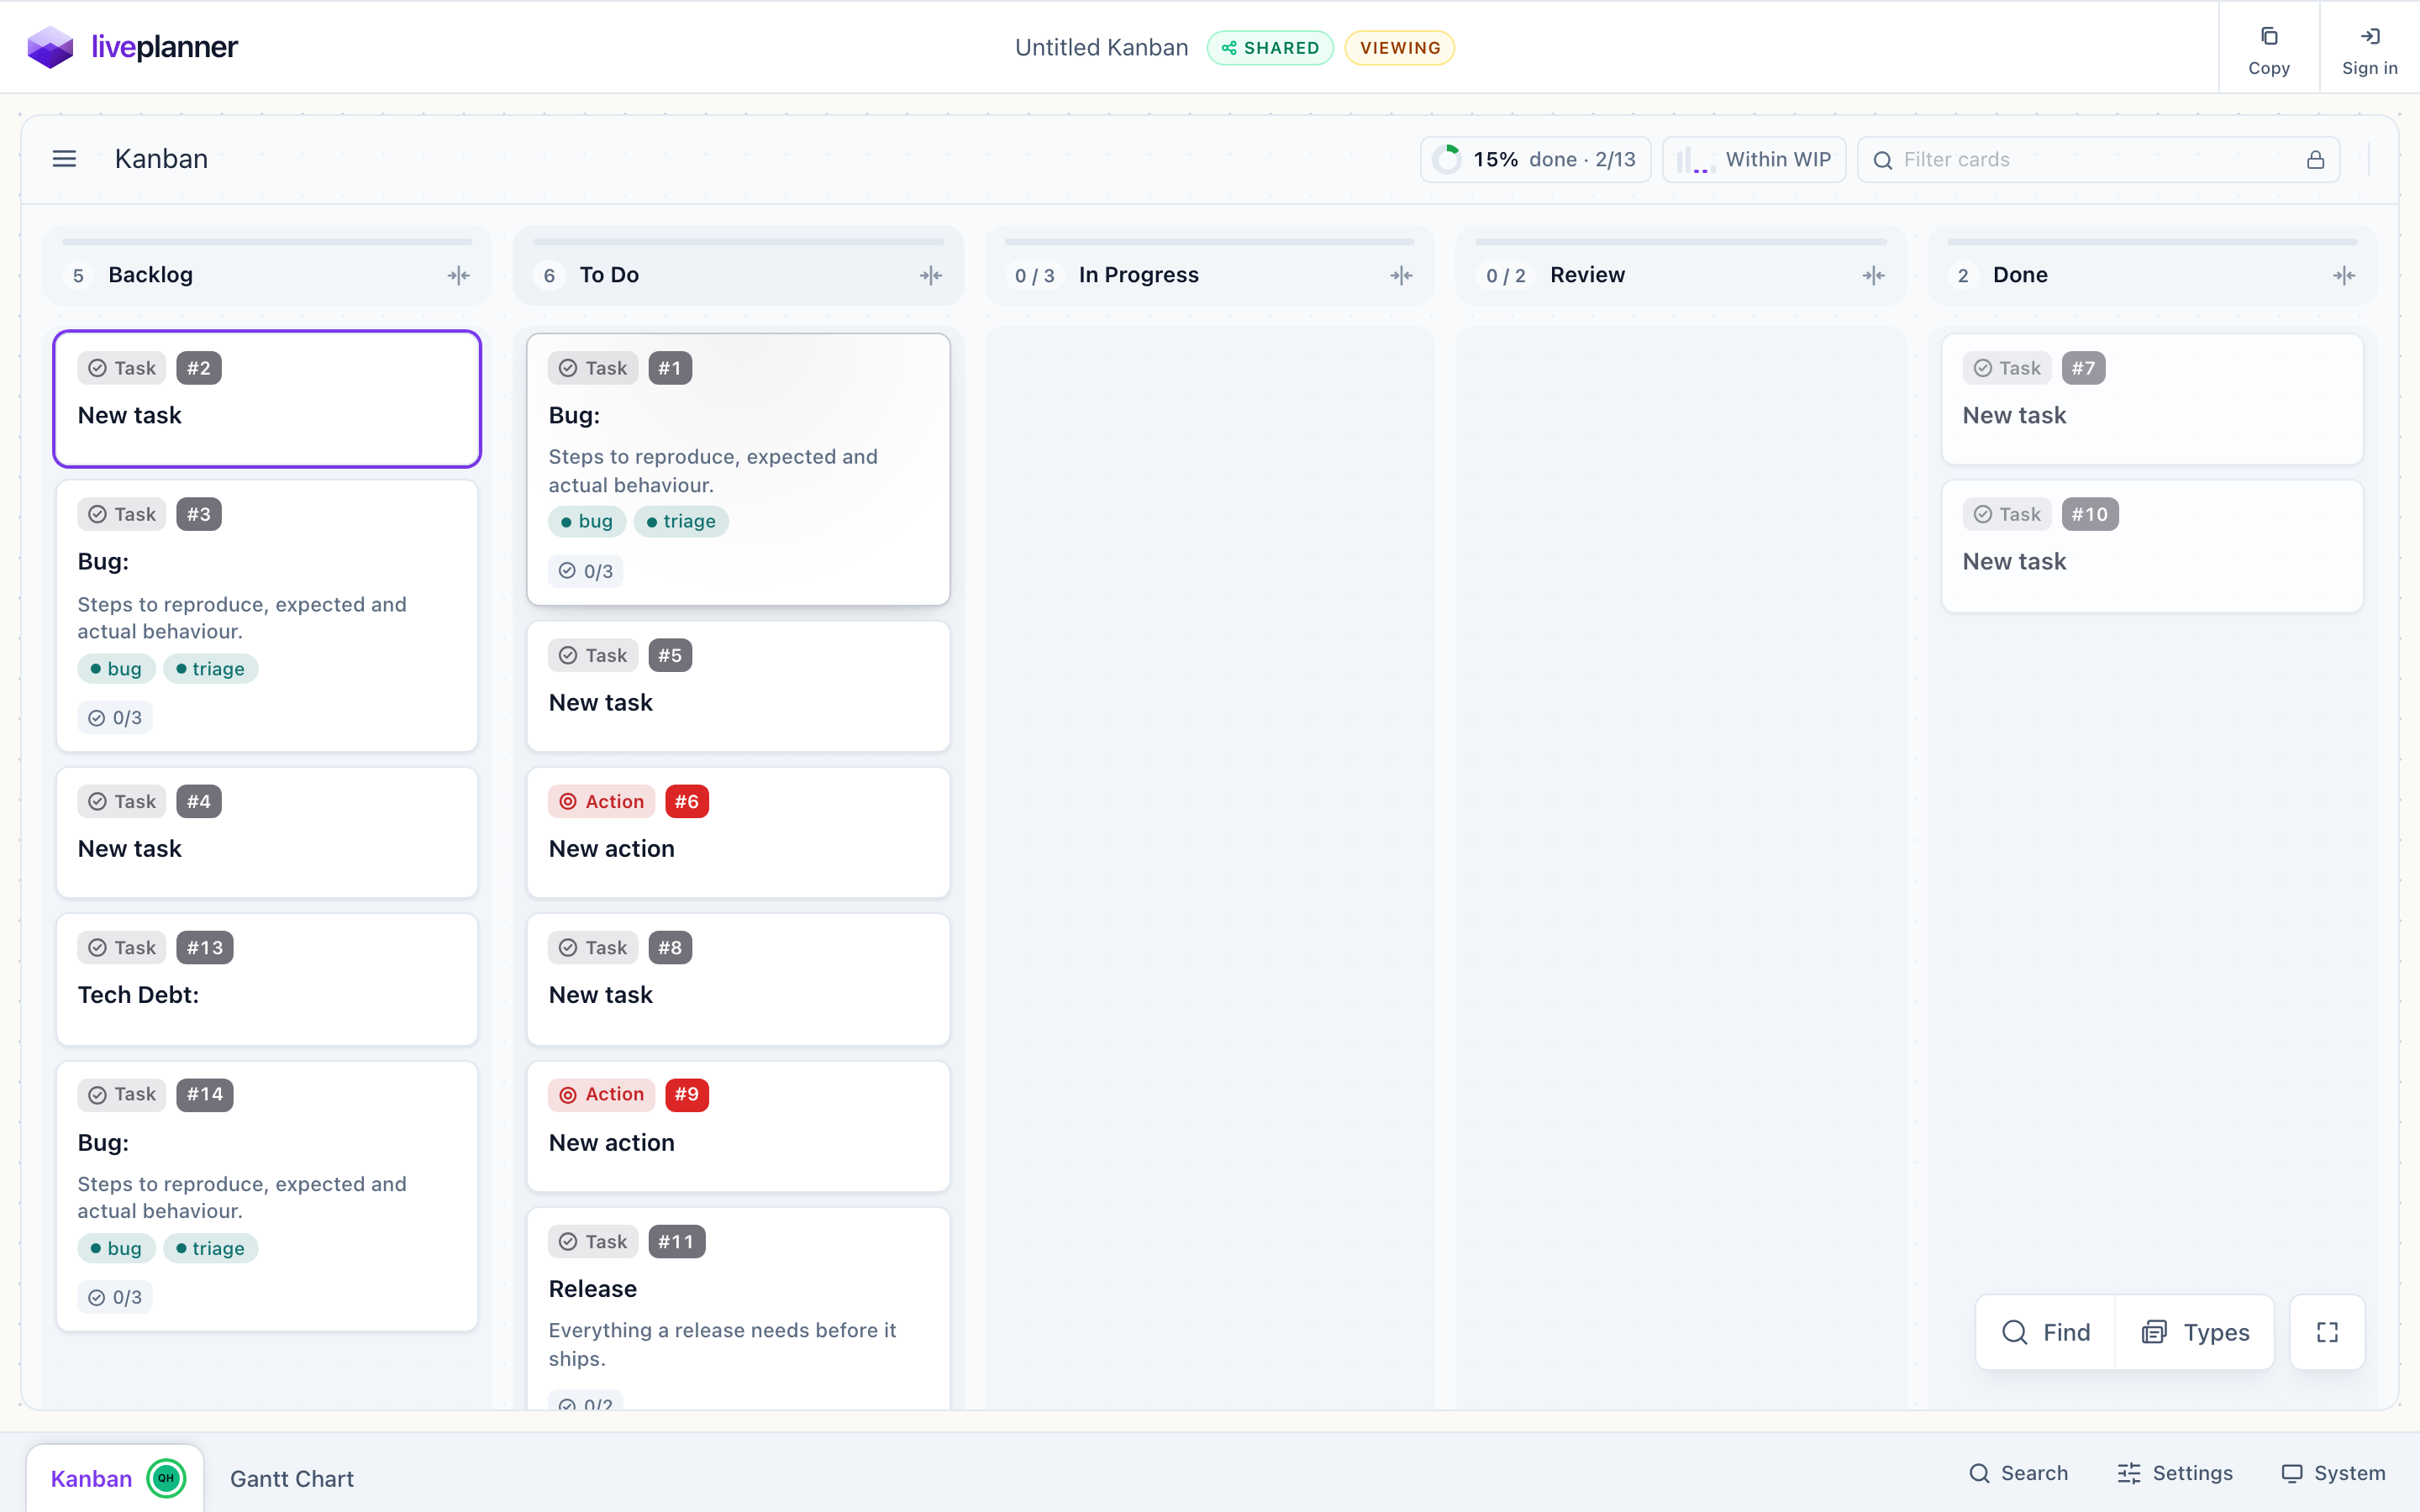 liveplanner
Untitled Kanban
SHARED
VIEWING
Copy
Sign in
Kanban
15% done · 2/13
Within WIP
Filter cards
5 Backlog
Task #2
New task
Task #3
Bug:
Steps to reproduce, expected and
actual behaviour.
bug triage
0/3
Task #4
New task
Task #13
Tech Debt:
Task #14
Bug:
Steps to reproduce, expected and
actual behaviour.
bug triage
0/3
6 To Do
Task #1
Bug:
Steps to reproduce, expected and
actual behaviour.
bug triage
0/3
Task #5
New task
Action #6
New action
Task #8
New task
Action #9
New action
Task #11
Release
Everything a release needs before it
ships.
0/2
0 / 3 In Progress
0 / 2 Review
2 Done
Task #7
New task
Task #10
New task
Find
Types
Kanban QH
Gantt Chart
Search
Settings
System